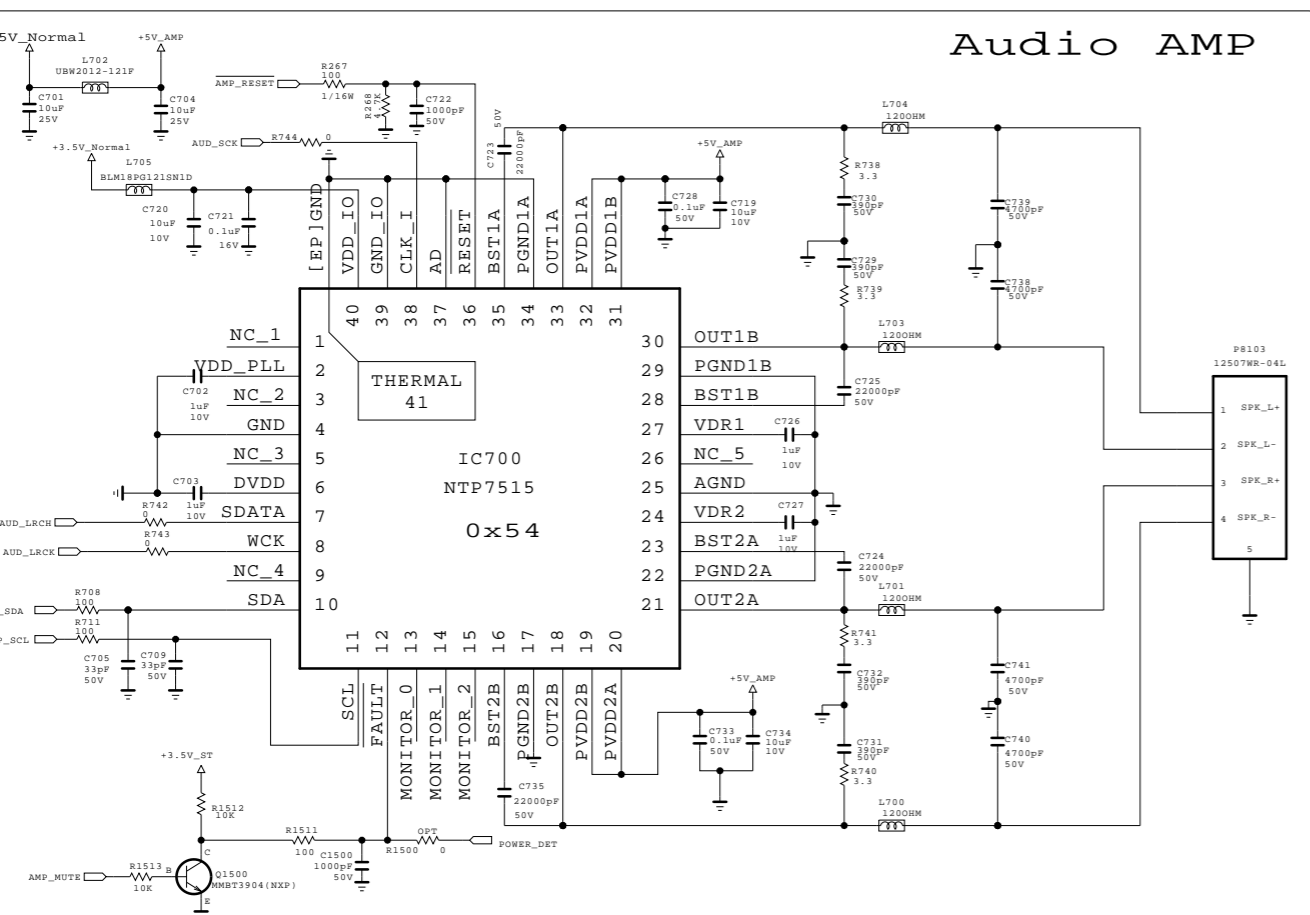 Audio AMP
5V_Normal
+5V_AMP
L702
UBW2012-121F
C701
10uF
25V
C704
10uF
25V
+3.5V_Normal
L705
BLM18PG121SN1D
C720
10uF
10V
C721
0.1uF
16V
AMP_RESET
R267
100
1/16W
R268
4.7K
C722
1000pF
50V
AUD_SCK
R744
0
C723
22000pF
50V
+5V_AMP
C728
0.1uF
50V
C719
10uF
10V
[EP]GND
VDD_IO
GND_IO
CLK_I
AD
RESET
BST1A
PGND1A
OUT1A
PVDD1A
PVDD1B
40
39
38
37
36
35
34
33
32
31
NC_1
1
VDD_PLL
2
NC_2
3
GND
4
NC_3
5
DVDD
6
SDATA
7
WCK
8
NC_4
9
SDA
10
C702
1uF
10V
C703
1uF
10V
AUD_LRCH
R742
0
AUD_LRCK
R743
0
_SDA
R708
100
P_SCL
R711
100
C705
33pF
50V
C709
33pF
50V
THERMAL
41
IC700
NTP7515
0x54
30
OUT1B
29
PGND1B
28
BST1B
27
VDR1
26
NC_5
25
AGND
24
VDR2
23
BST2A
22
PGND2A
21
OUT2A
C726
1uF
10V
C727
1uF
10V
C725
22000pF
50V
C724
22000pF
50V
11
12
13
14
15
16
17
18
19
20
SCL
FAULT
MONITOR_0
MONITOR_1
MONITOR_2
BST2B
PGND2B
OUT2B
PVDD2B
PVDD2A
L704
120OHM
R738
3.3
C730
390pF
50V
C729
390pF
50V
R739
3.3
C739
4700pF
50V
C738
4700pF
50V
L703
120OHM
L701
120OHM
R741
3.3
C732
390pF
50V
C731
390pF
50V
R740
3.3
C741
4700pF
50V
C740
4700pF
50V
L700
120OHM
P8103
12507WR-04L
1 SPK_L+
2 SPK_L-
3 SPK_R+
4 SPK_R-
5
+5V_AMP
C733
0.1uF
50V
C734
10uF
10V
C735
22000pF
50V
+3.5V_ST
R1512
10K
R1511
100
C1500
1000pF
50V
OPT
R1500
0
POWER_DET
AMP_MUTE
R1513
10K
B
C
E
Q1500
MMBT3904(NXP)